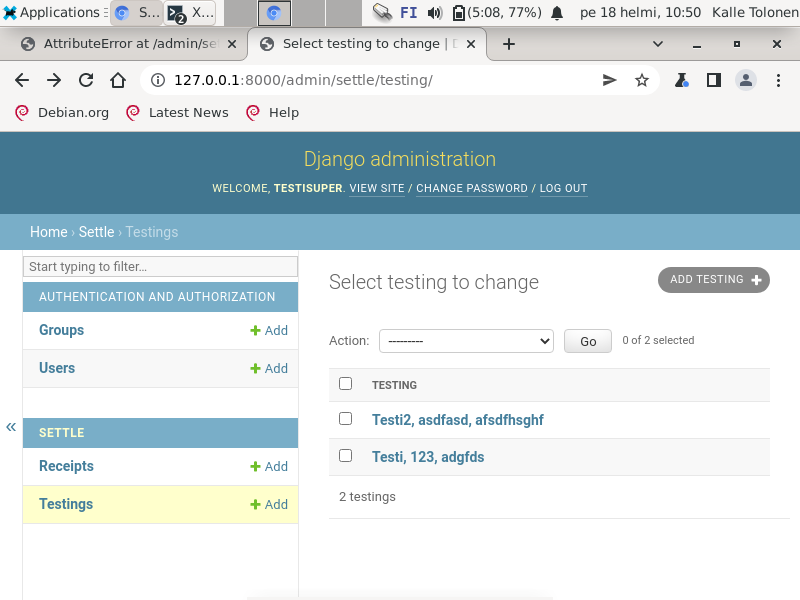 Applications S... X... 2 FI (5:08, 77%) pe 18 helmi, 10:50 Kalle Tolonen
AttributeError at /admin/se Select testing to change |
127.0.0.1:8000/admin/settle/testing/
Debian.org Latest News Help
Django administration
WELCOME, TESTISUPER. VIEW SITE / CHANGE PASSWORD / LOG OUT
Home › Settle › Testings
Start typing to filter...
Select testing to change
ADD TESTING
AUTHENTICATION AND AUTHORIZATION
Groups Add
Users Add
SETTLE
Receipts Add
Testings Add
«
Action: --------- Go 0 of 2 selected
TESTING
Testi2, asdfasd, afsdfhsghf
Testi, 123, adgfds
2 testings